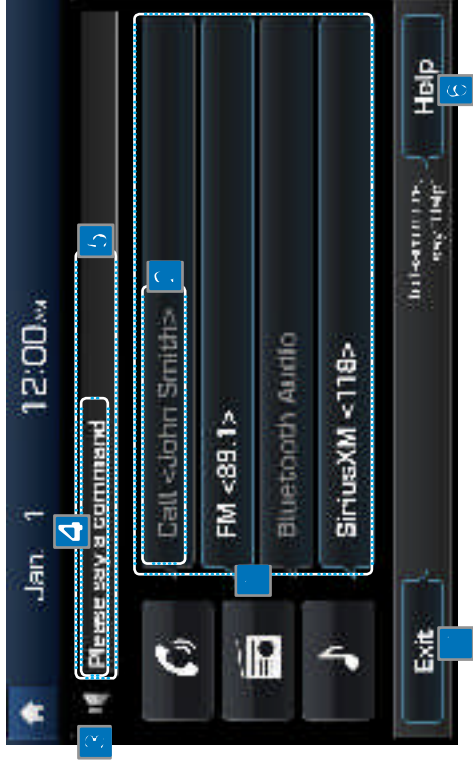 Jan. 1
12:00AM
4
Please say a command
Call <John Smith>
FM <89.1>
Bluetooth Audio
SiriusXM <118>
Exit
Help